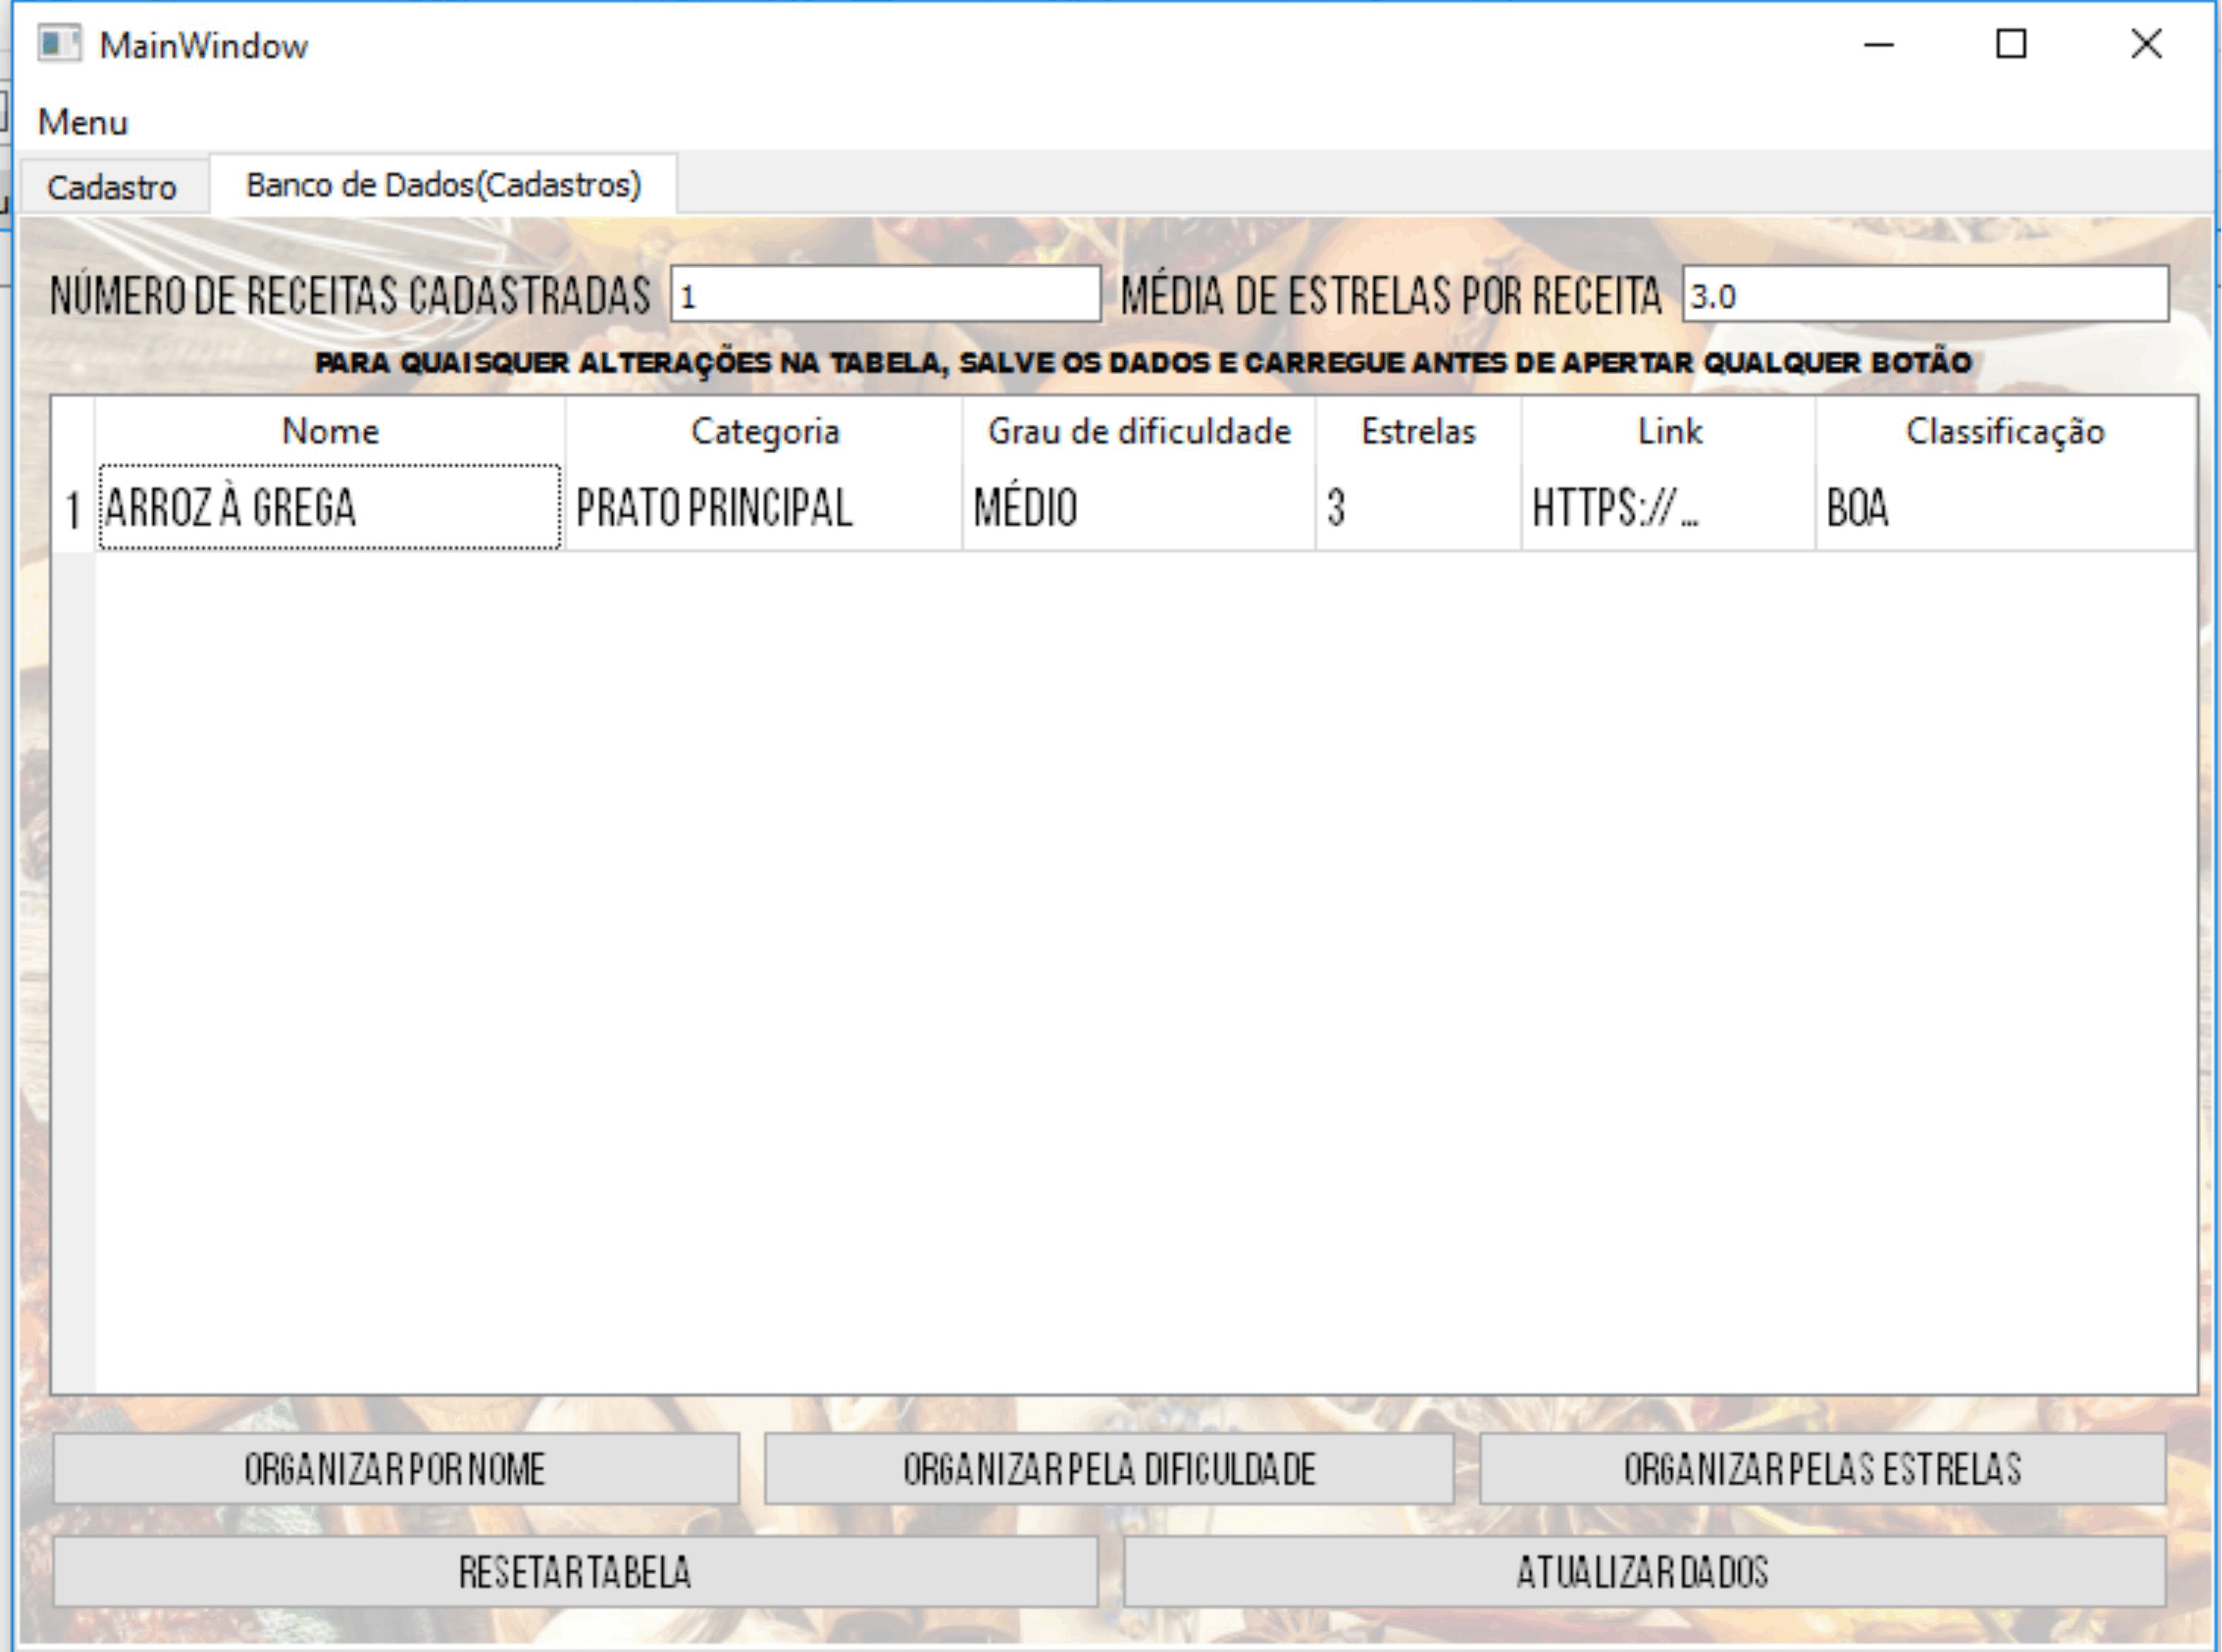 MainWindow
Menu
Cadastro Banco de Dados(Cadastros)
NÚMERO DE RECEITAS CADASTRADAS 1 MÉDIA DE ESTRELAS POR RECEITA 3.0
PARA QUAISQUER ALTERAÇÕES NA TABELA, SALVE OS DADOS E CARREGUE ANTES DE APERTAR QUALQUER BOTÃO
Nome Categoria Grau de dificuldade Estrelas Link Classificação
1 ARROZ À GREGA PRATO PRINCIPAL MÉDIO 3 HTTPS://... BOA
ORGANIZAR POR NOME ORGANIZAR PELA DIFICULDADE ORGANIZAR PELAS ESTRELAS
RESETAR TABELA ATUALIZAR DADOS